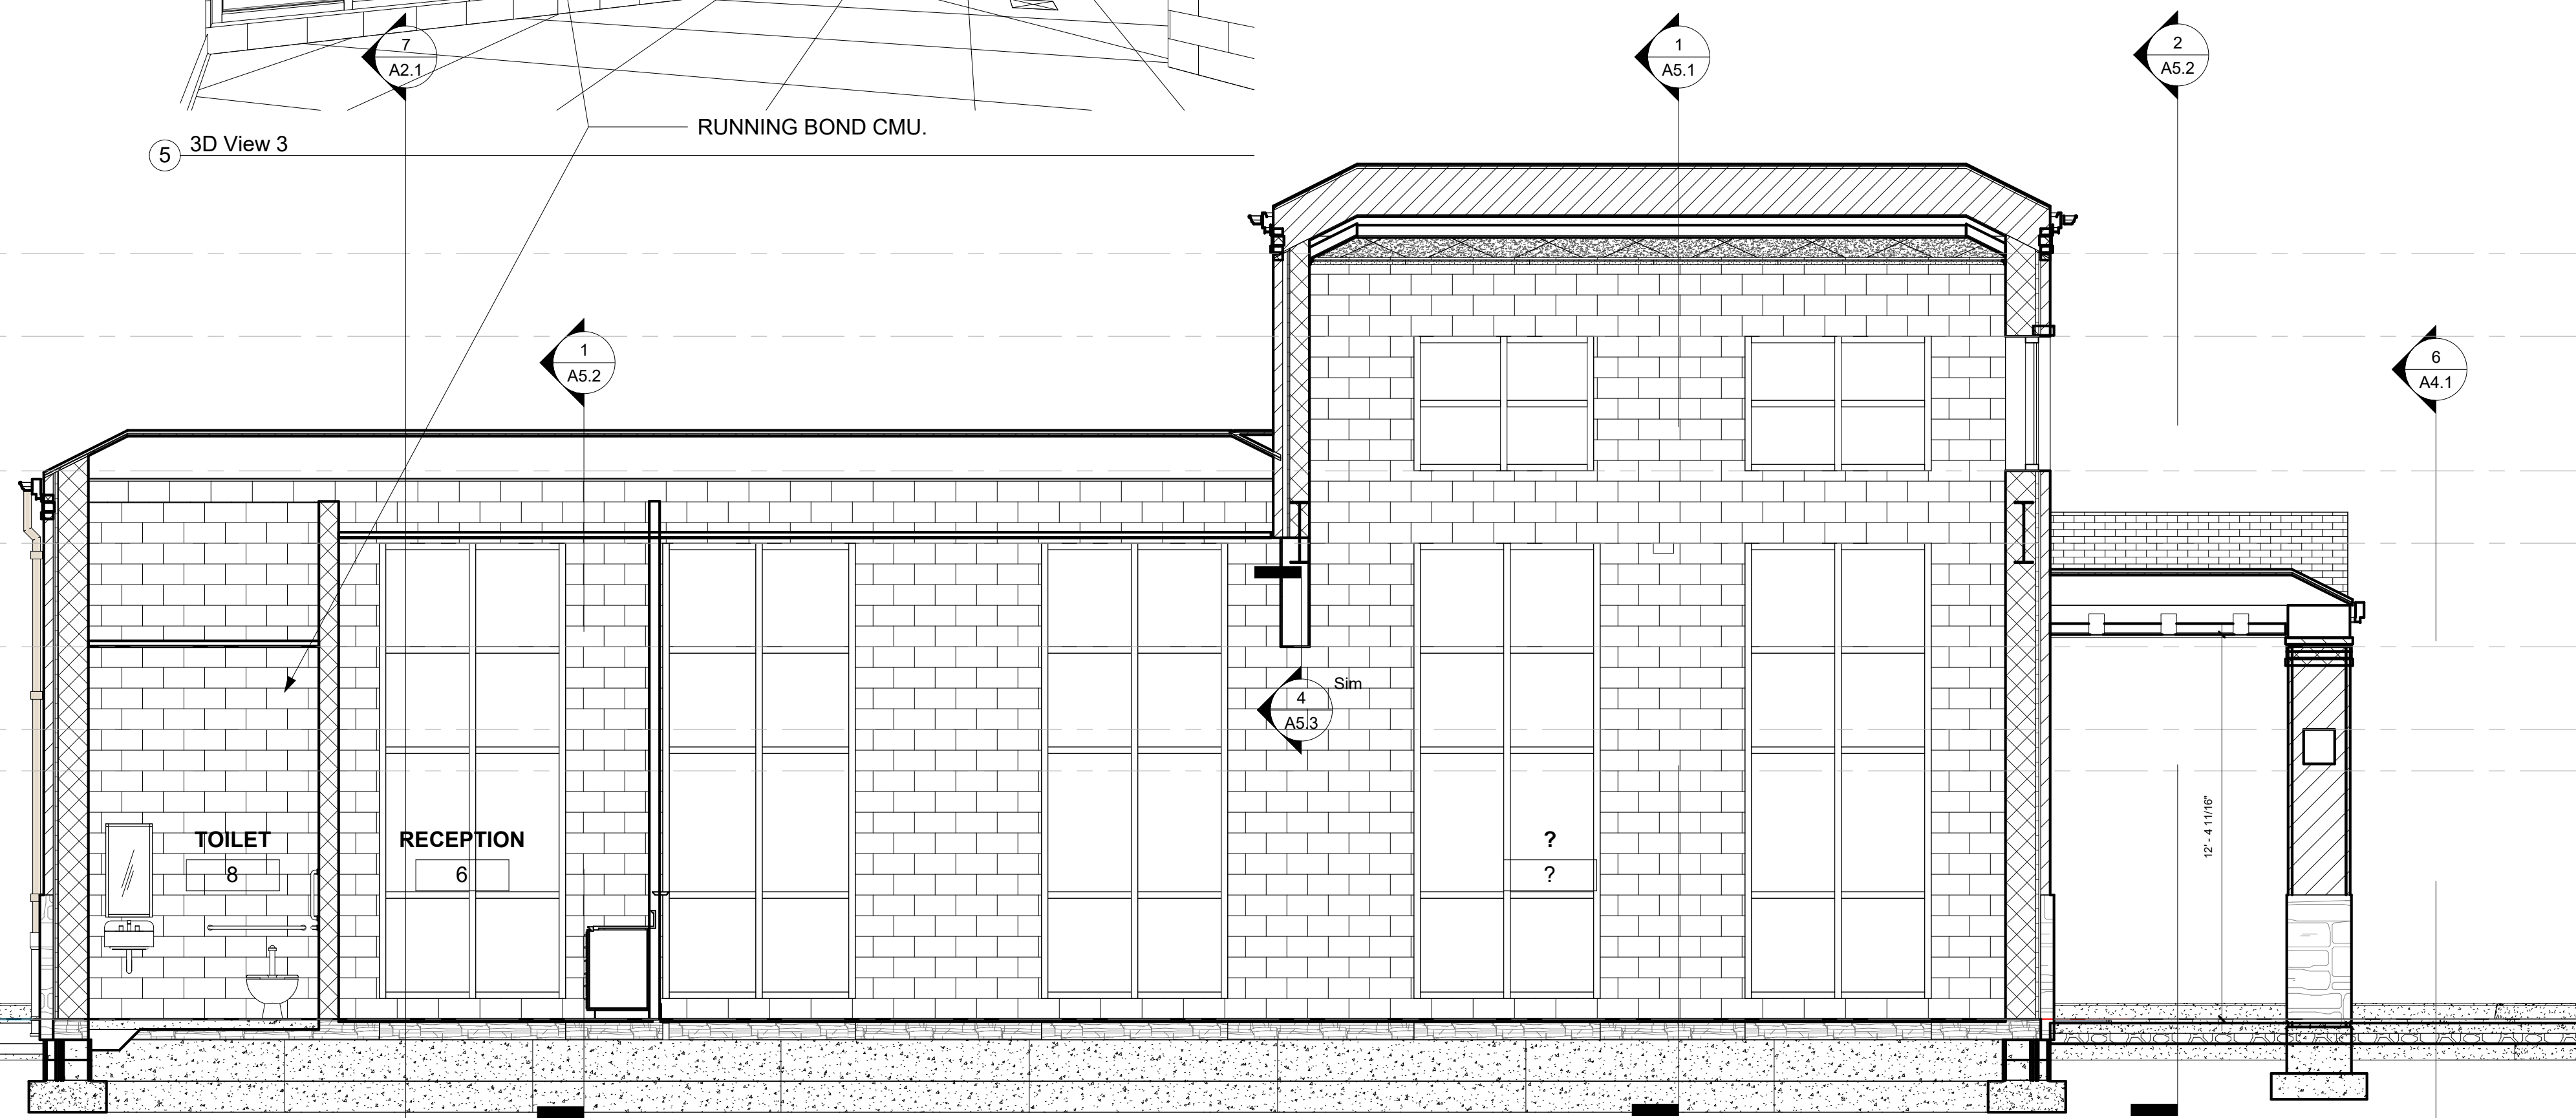 7
A2.1
1
A5.1
2
A5.2
RUNNING BOND CMU.
5 3D View 3
1
A5.2
6
A4.1
Sim
4
A5.3
TOILET
8
RECEPTION
6
?
?
12' - 4 11/16"